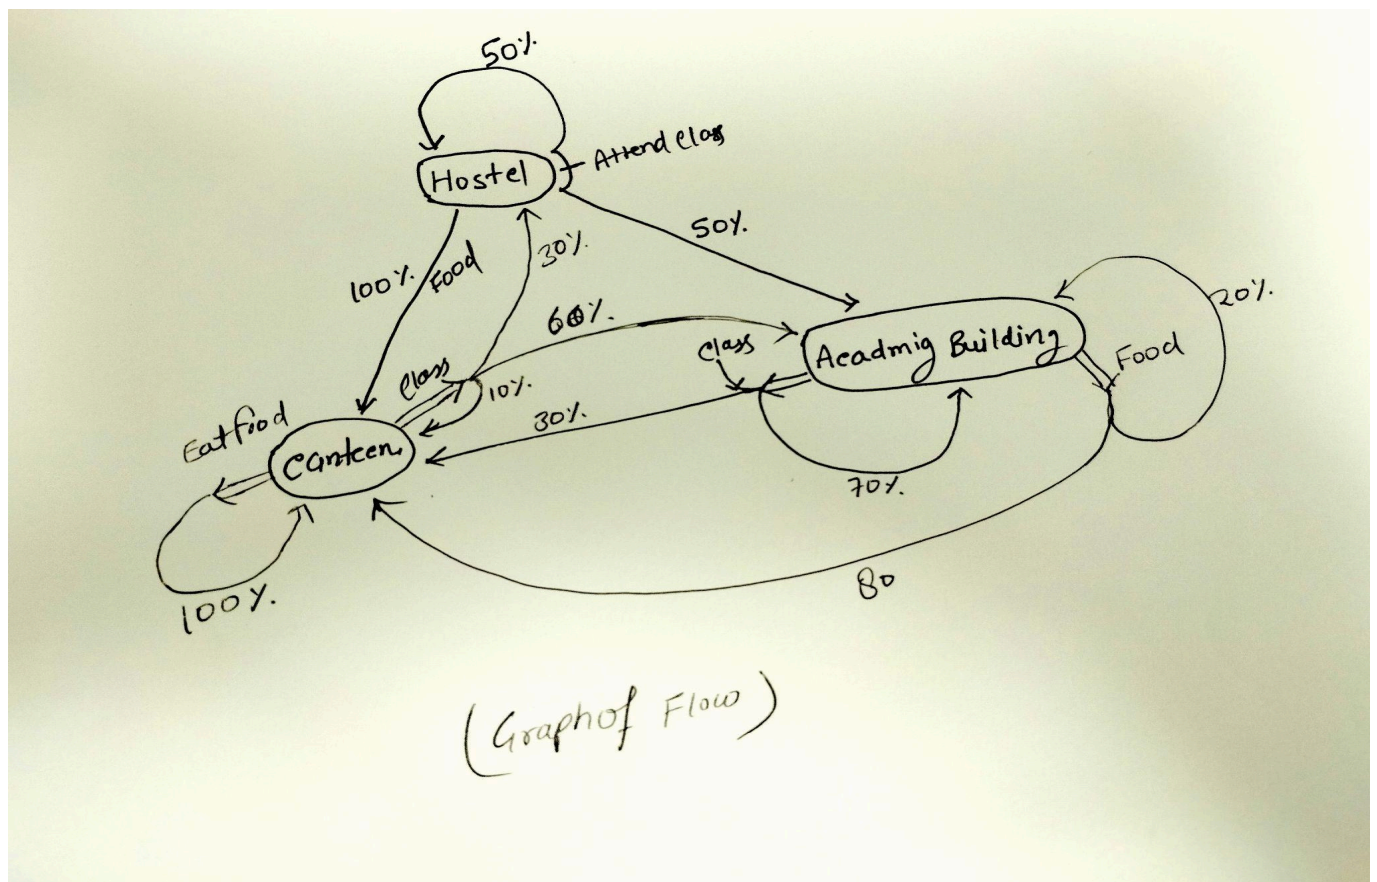 50%.
Hostel
Attend Class
50%.
100%.
Food
30%.
60%.
Class
10%.
Class
Acadmig Building
Food
20%.
Eat food
Canteen
30%.
70%.
100%.
80
(Graph of Flow)